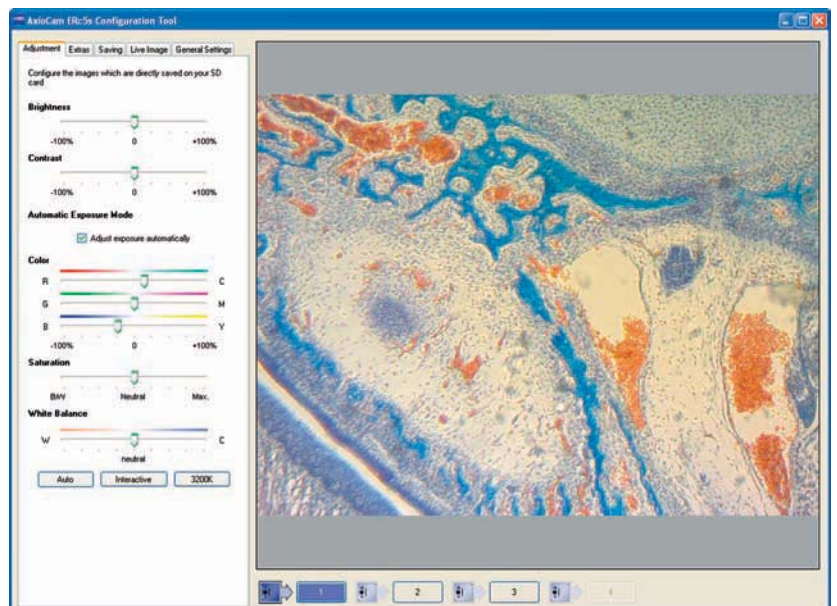 AxioCam ERc5s Configuration Tool
Adjustment Extras Saving Live Image General Settings
Configure the images which are directly saved on your SD
card
Brightness
-100% 0 +100%
Contrast
-100% 0 +100%
Automatic Exposure Mode
Adjust exposure automatically
Color
R C
G M
B Y
-100% 0 +100%
Saturation
B/W Neutral Max.
White Balance
W C
neutral
Auto Interactive 3200K
1 2 3 4